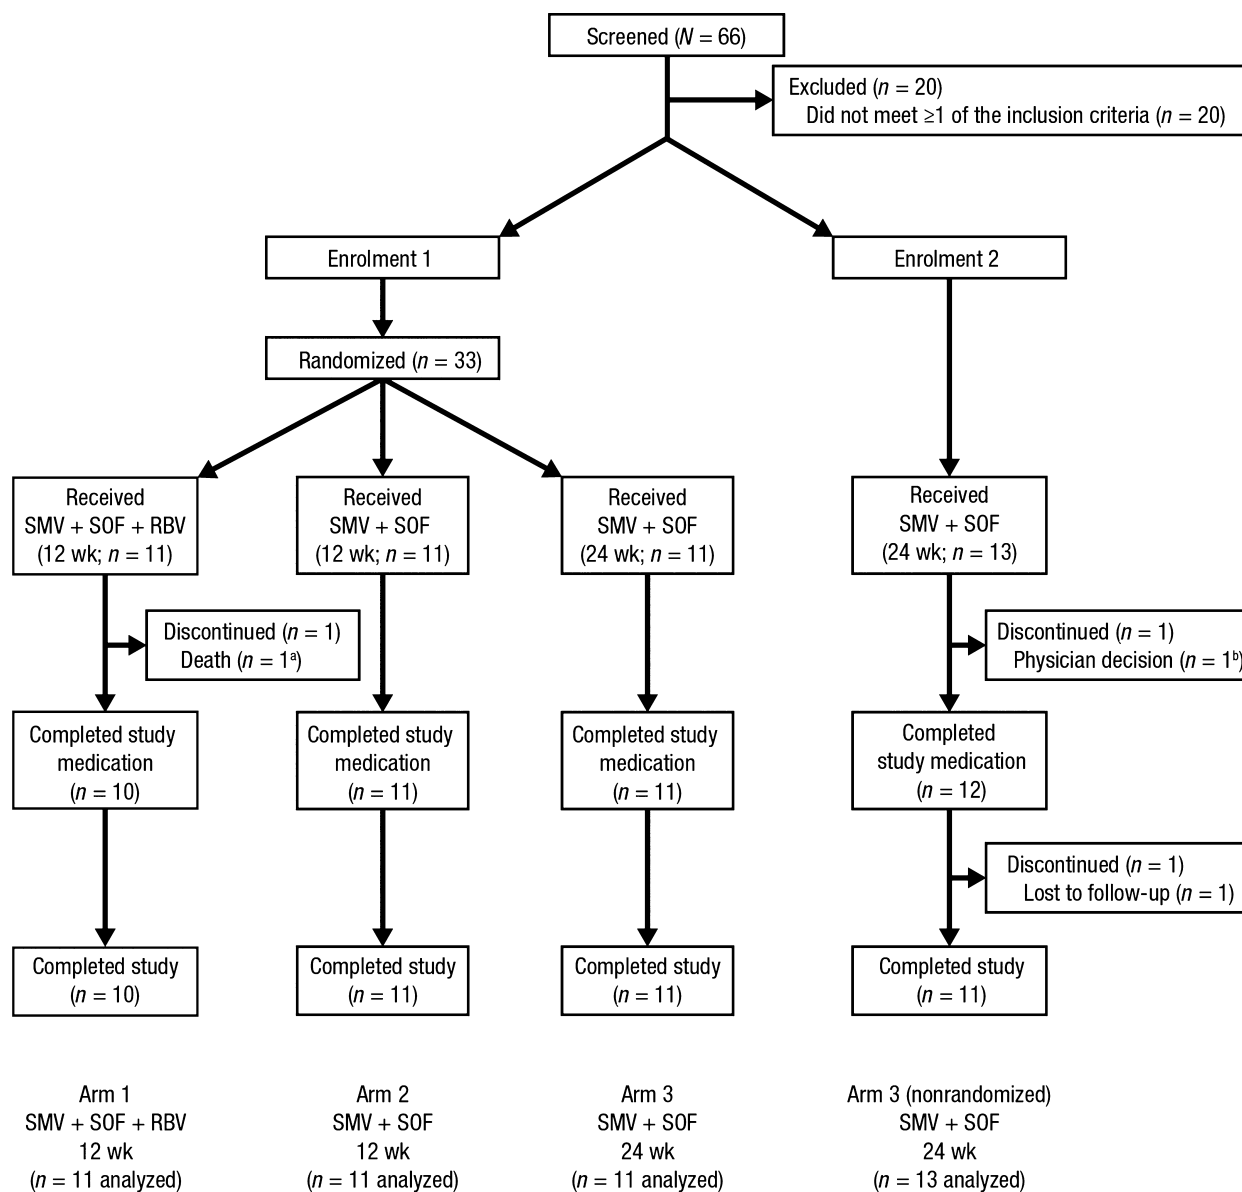 Screened (N = 66)
Excluded (n = 20)
Did not meet ≥1 of the inclusion criteria (n = 20)
Enrolment 1
Enrolment 2
Randomized (n = 33)
Received
SMV + SOF + RBV
(12 wk; n = 11)
Received
SMV + SOF
(12 wk; n = 11)
Received
SMV + SOF
(24 wk; n = 11)
Received
SMV + SOF
(24 wk; n = 13)
Discontinued (n = 1)
Death (n = 1ᵃ)
Discontinued (n = 1)
Physician decision (n = 1ᵇ)
Completed study
medication
(n = 10)
Completed study
medication
(n = 11)
Completed study
medication
(n = 11)
Completed
study medication
(n = 12)
Discontinued (n = 1)
Lost to follow-up (n = 1)
Completed study
(n = 10)
Completed study
(n = 11)
Completed study
(n = 11)
Completed study
(n = 11)
Arm 1
SMV + SOF + RBV
12 wk
(n = 11 analyzed)
Arm 2
SMV + SOF
12 wk
(n = 11 analyzed)
Arm 3
SMV + SOF
24 wk
(n = 11 analyzed)
Arm 3 (nonrandomized)
SMV + SOF
24 wk
(n = 13 analyzed)